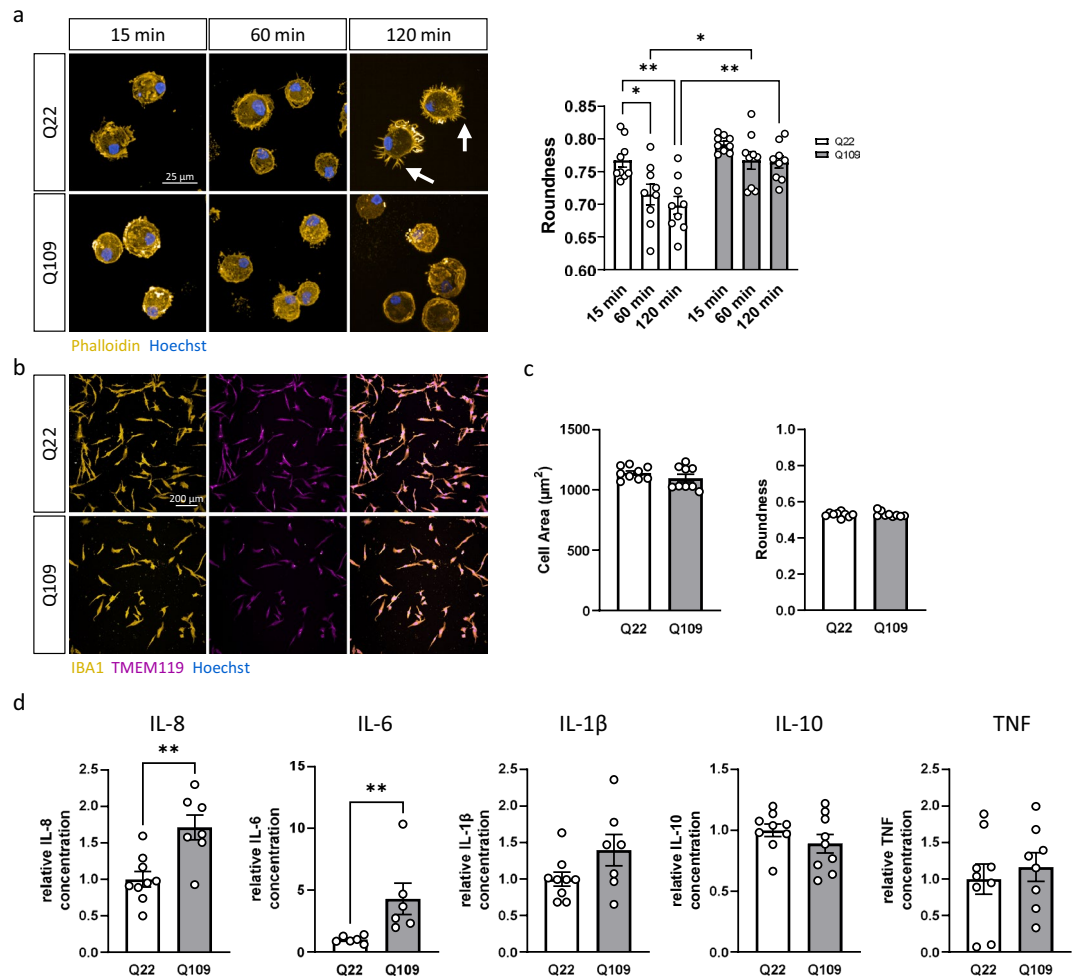 a
15 min 60 min 120 min
Q22
25 µm
Q109
Phalloidin Hoechst
* ** * ** *
Roundness
0.85
0.80
0.75
0.70
0.65
0.60
15 min 60 min 120 min 15 min 60 min 120 min
Q22
Q109
b
Q22
200 µm
Q109
IBA1 TMEM119 Hoechst
c
Cell Area (µm²)
1500
1000
500
0
Q22 Q109
Roundness
1.0
0.8
0.6
0.4
0.2
0.0
Q22 Q109
d
IL-8
**
relative IL-8
concentration
2.5
2.0
1.5
1.0
0.5
0.0
Q22 Q109
IL-6
**
relative IL-6
concentration
15
10
5
0
Q22 Q109
IL-1β
relative IL-1β
concentration
2.5
2.0
1.5
1.0
0.5
0.0
Q22 Q109
IL-10
relative IL-10
concentration
1.5
1.0
0.5
0.0
Q22 Q109
TNF
relative TNF
concentration
2.5
2.0
1.5
1.0
0.5
0.0
Q22 Q109